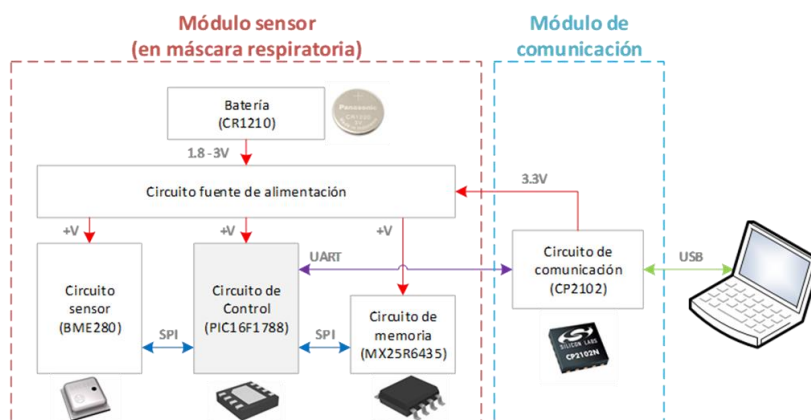 Módulo sensor
(en máscara respiratoria)
Módulo de
comunicación
Batería
(CR1210)
Panasonic
1.8 - 3V
Circuito fuente de alimentación
3.3V
+V
+V
+V
UART
USB
Circuito
sensor
(BME280)
SPI
Circuito de
Control
(PIC16F1788)
SPI
Circuito de
memoria
(MX25R6435)
Circuito de
comunicación
(CP2102)
SILICON LABS
CP2102N